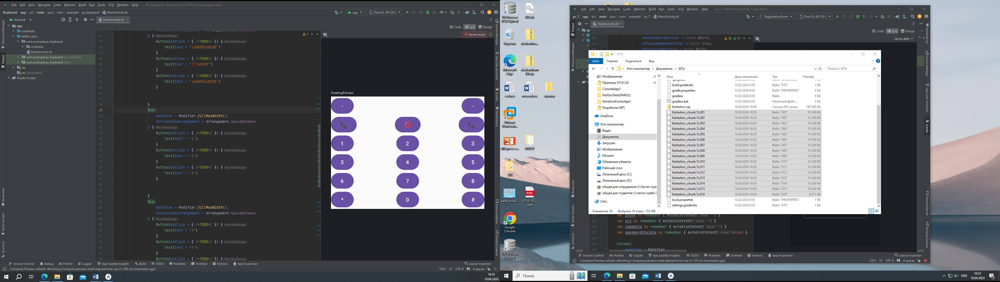 File Edit View Navigate Code Refactor Build Run Tools VCS Window Help PR_KeyBoard - MainActivity.kt [PR_KeyBoard.app.main]
Keyboard app src main java com example pr_keyboard MainActivity.kt
app Pixel XL API 30 2
Android
MainActivity.kt
Code Split Design
Resource Manager
Project
Bookmarks
Build Variants
Structure
app
manifests
kotlin+java
com.example.pr_keyboard
ui.theme
MainActivity.kt
com.example.pr_keyboard (androidTest)
com.example.pr_keyboard (test)
res
res (generated)
Gradle Scripts
1
56 ) { this: RowScope
57 Button(onClick = { /*TODO*/ }) { this: RowScope
58 Text(text = "\uD83D\uDCDE")
59 }
60 Button(onClick = { /*TODO*/ }) { this: RowScope
61 Text(text = "⭕\uFE0F")
62 }
63 Button(onClick = { /*TODO*/ }) { this: RowScope
64 Text(text = "\uD83D\uDCDE")
65 }
66
67
68 }
69 Row(
70 modifier = Modifier.fillMaxWidth(),
71 horizontalArrangement = Arrangement.SpaceBetween
72 ) { this: RowScope
73 Button(onClick = { /*TODO*/ }) { this: RowScope
74 Text(text = "1")
75 }
76 Button(onClick = { /*TODO*/ }) { this: RowScope
77 Text(text = "2")
78 }
79 Button(onClick = { /*TODO*/ }) { this: RowScope
80 Text(text = "3")
81 }
82
83
84 }
85 Row(
86 modifier = Modifier.fillMaxWidth(),
87 horizontalArrangement = Arrangement.SpaceBetween
88 ) { this: RowScope
89 Button(onClick = { /*TODO*/ }) { this: RowScope
90 Text(text = "3")
91 }
92 Button(onClick = { /*TODO*/ }) { this: RowScope
93 Text(text = "4")
94 }
95 Button(onClick = { /*TODO*/ }) { this: RowScope
Needs build
GreetingPreview
- -
📞 ⭕ 📞
1 2 3
3 4 5
6 7 8
* 0 #
Device Manager
App Links Assistant
Gradle
Notifications
Device Explorer
Running Devices
Version Control Debug Profiler Logcat App Quality Insights Build TODO Problems Terminal Services App Inspection Layout Inspector
Compose Preview refresh: refreshing Compose previews total elapsed time was 0 s 085 ms (moments ago) 126:1 LF UTF-8 4 spaces
16:53
18.04.2024
DB Browser (SQLCipher)
307.db
Корзина
aisabamba...
Microsoft Edge
aisabambam (2).zip
тз.docx
отчет.docx
иконки
VMware Workstati...
AliExpress-г...
308К22
308
karta-mira-...
УП 01.02.2 .pdf
Google Chrome
DB Browser (SQLite)
File Edit View Navigate Code Refactor Build Run Tools VCS Window Help pr_7 - MainActivity.kt [pr_7.app.main]
pr_7 app src main java com example pr_7 MainActivity.kt
RegistrationForm Pixel XL API 30 2
MainActivity.kt
Code Split Design
Resource Manager
Project
Bookmarks
Build Variants
Structure
18 17
Up-to-date
103 focusedBorderColor = Color.White,
104 unfocusedBorderColor = Color.Gray,
focusedLabelColor = Color.White
307a
Файл Главная Поделиться Вид
Этот компьютер Документы 307a
Поиск в: 307a
Изображения
Практика УП.01.02
ConsoleApp1
HolGovDerb(PAROL)
WindowsFormsApp1
Разработка МП
OneDrive
Этот компьютер
Видео
Документы
Загрузки
Изображения
Музыка
Объемные объекты
Рабочий стол
Локальный диск (C:)
Локальный диск (D:)
общая для сотрудников (\\Server-ivpe
общая для студентов (\\server-ivpek) (
Сеть
Имя Дата изменения Тип Размер
build.gradle.kts 13.02.2024 9:55 Файл "KTS" 1 КБ
gradle.properties 13.02.2024 9:55 Файл "PROPERTIES" 2 КБ
gradlew 13.02.2024 9:55 Файл 6 КБ
gradlew.bat 13.02.2024 9:55 Пакетный файл ... 3 КБ
Kartashov.zip 18.04.2024 16:48 Сжатая ZIP-папка 160 580 КБ
Kartashov_chunk.7z.001 18.04.2024 16:50 Файл "001" 10 240 КБ
Kartashov_chunk.7z.002 18.04.2024 16:50 Файл "002" 10 240 КБ
Kartashov_chunk.7z.003 18.04.2024 16:50 Файл "003" 10 240 КБ
Kartashov_chunk.7z.004 18.04.2024 16:50 Файл "004" 10 240 КБ
Kartashov_chunk.7z.005 18.04.2024 16:50 Файл "005" 10 240 КБ
Kartashov_chunk.7z.006 18.04.2024 16:50 Файл "006" 10 240 КБ
Kartashov_chunk.7z.007 18.04.2024 16:50 Файл "007" 10 240 КБ
Kartashov_chunk.7z.008 18.04.2024 16:50 Файл "008" 10 240 КБ
Kartashov_chunk.7z.009 18.04.2024 16:50 Файл "009" 10 240 КБ
Kartashov_chunk.7z.010 18.04.2024 16:50 Файл "010" 10 240 КБ
Kartashov_chunk.7z.011 18.04.2024 16:50 Файл "011" 10 240 КБ
Kartashov_chunk.7z.012 18.04.2024 16:50 Файл "012" 10 240 КБ
Kartashov_chunk.7z.013 18.04.2024 16:50 Файл "013" 10 240 КБ
Kartashov_chunk.7z.014 18.04.2024 16:50 Файл "014" 10 240 КБ
Kartashov_chunk.7z.015 18.04.2024 16:50 Файл "015" 10 240 КБ
Kartashov_chunk.7z.016 18.04.2024 16:50 Файл "016" 4 011 КБ
local.properties 13.02.2024 9:55 Файл "PROPERTIES" 1 КБ
settings.gradle.kts 13.02.2024 9:55 Файл "KTS" 1 КБ
Элементов: 30 Выбрано 16 элем.: 153 МБ
134 var phone by remember { mutableStateOf( value: "") }
135 var uri by remember { mutableStateOf( value: "") }
136 var comments by remember { mutableStateOf( value: "") }
137 var passwordVisible by remember { mutableStateOf( value: false) }
138
139 Column(
140 modifier = Modifier
Notifications
Device Manager
App Links Assistant
Gradle
Device Explorer
Running Devices
Version Control Profiler Logcat App Quality Insights TODO Problems Terminal Services App Inspection Layout Inspector
Compose Preview refresh: refreshing Compose previews total elapsed time was 0 s 105 ms (moments ago) 126:1 LF UTF-8 4 spaces
Поиск
ENG
16:53
18.04.2024
2